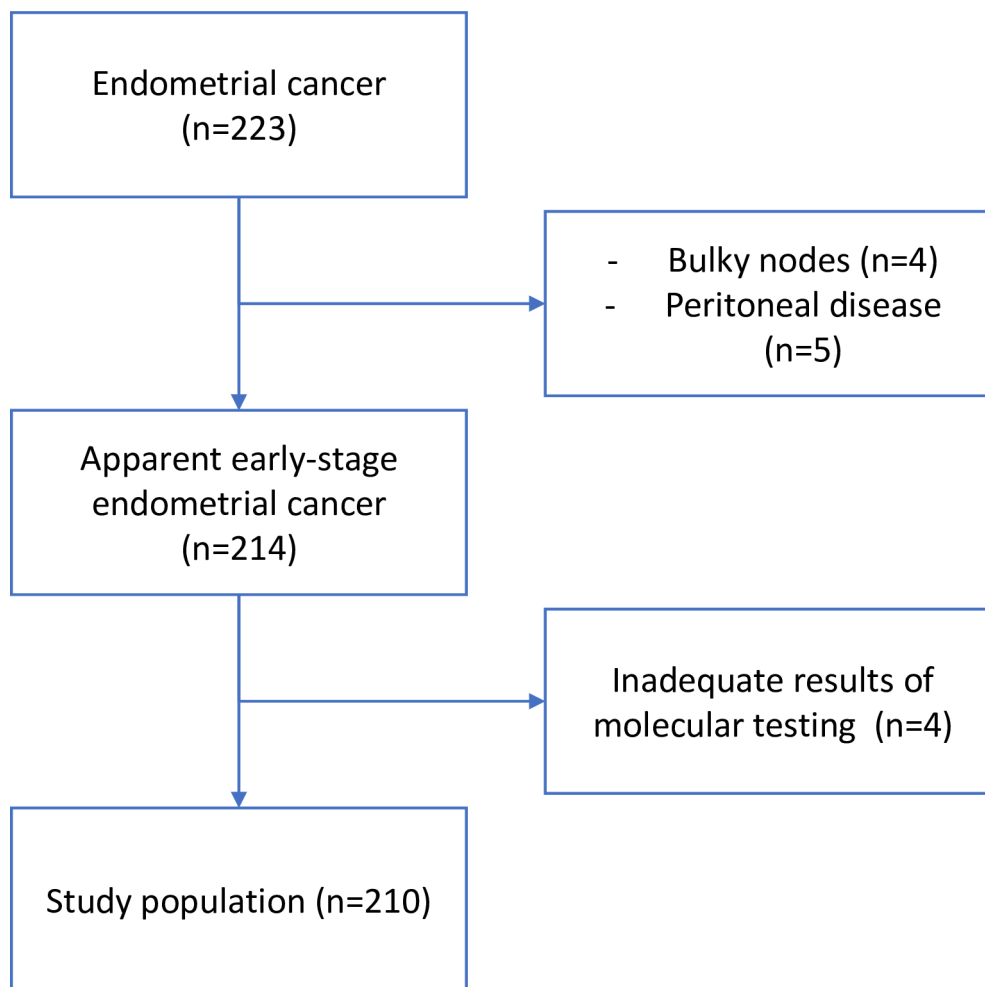 Endometrial cancer
(n=223)
- Bulky nodes (n=4)
- Peritoneal disease
(n=5)
Apparent early-stage
endometrial cancer
(n=214)
Inadequate results of
molecular testing  (n=4)
Study population (n=210)